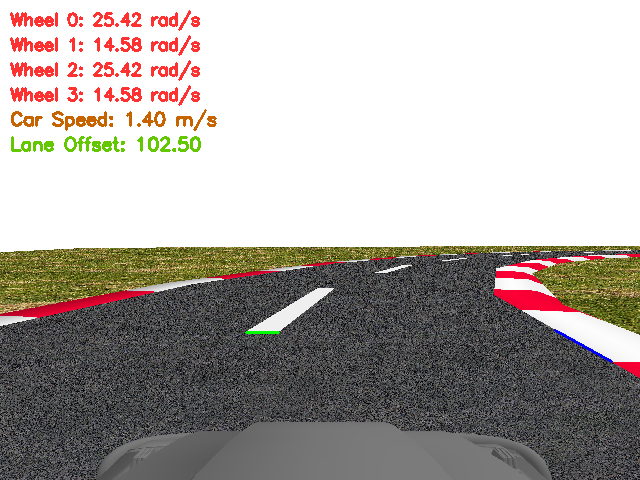 Wheel 0: 25.42 rad/s
Wheel 1: 14.58 rad/s
Wheel 2: 25.42 rad/s
Wheel 3: 14.58 rad/s
Car Speed: 1.40 m/s
Lane Offset: 102.50